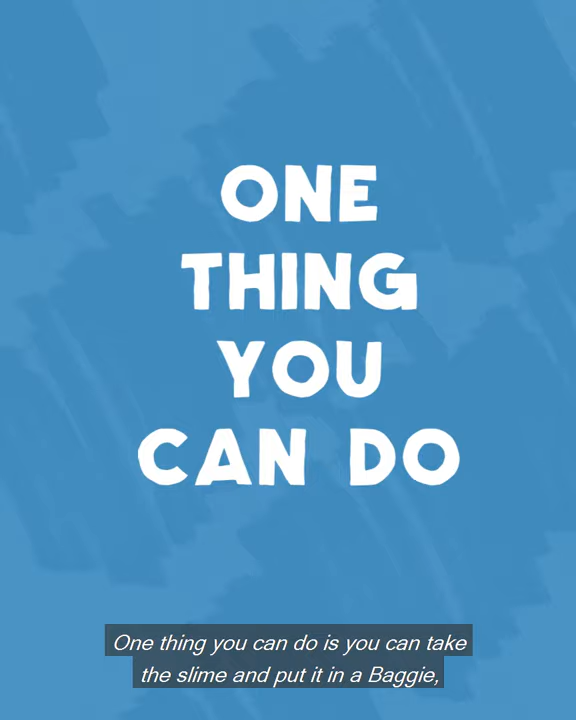 ONE
THING
YOU
CAN DO
One thing you can do is you can take
the slime and put it in a Baggie,